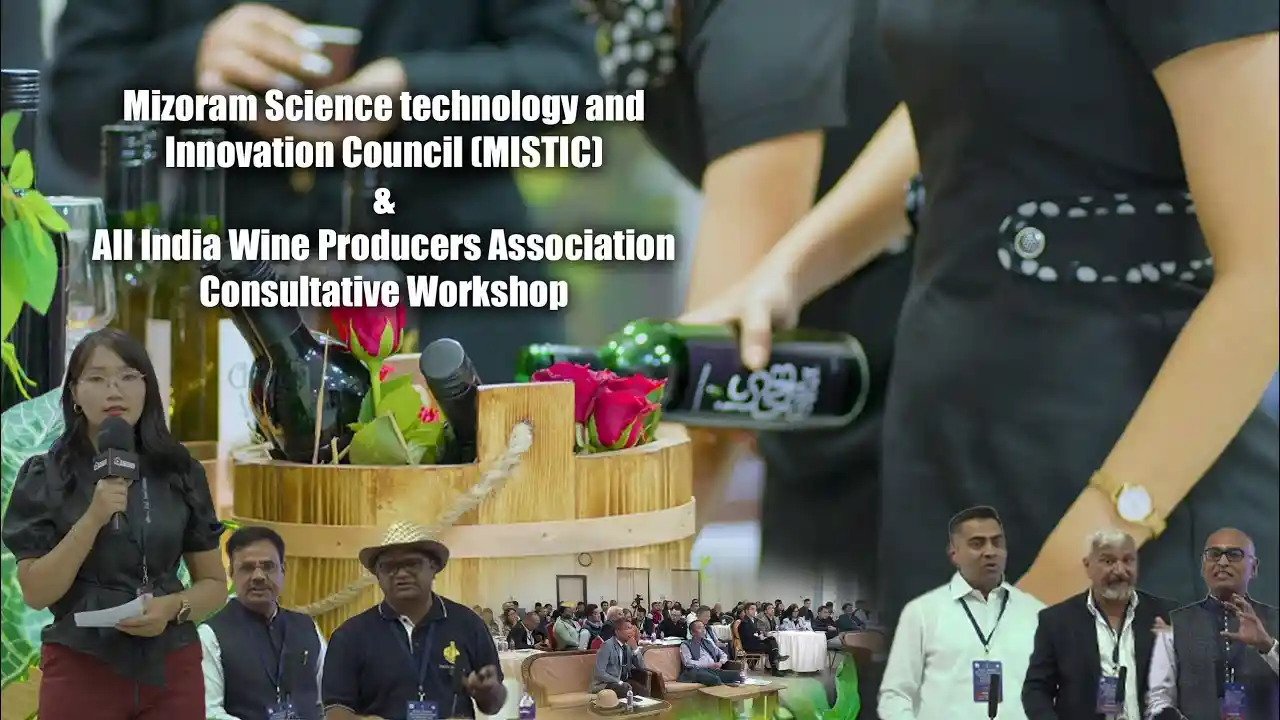 Mizoram Science technology and
Innovation Council (MISTIC)
&
All India Wine Producers Association
Consultative Workshop